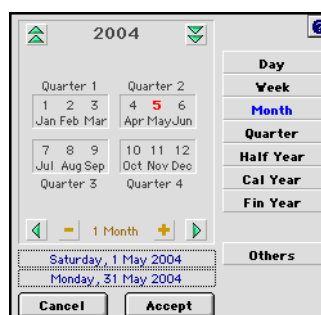 2004
Quarter 1 Quarter 2
1 2 3 4 5 6
Jan Feb Mar Apr May Jun
7 8 9 10 11 12
Jul Aug Sep Oct Nov Dec
Quarter 3 Quarter 4
- 1 Month +
Saturday, 1 May 2004
Monday, 31 May 2004
Cancel Accept
Day
Week
Month
Quarter
Half Year
Cal Year
Fin Year
Others